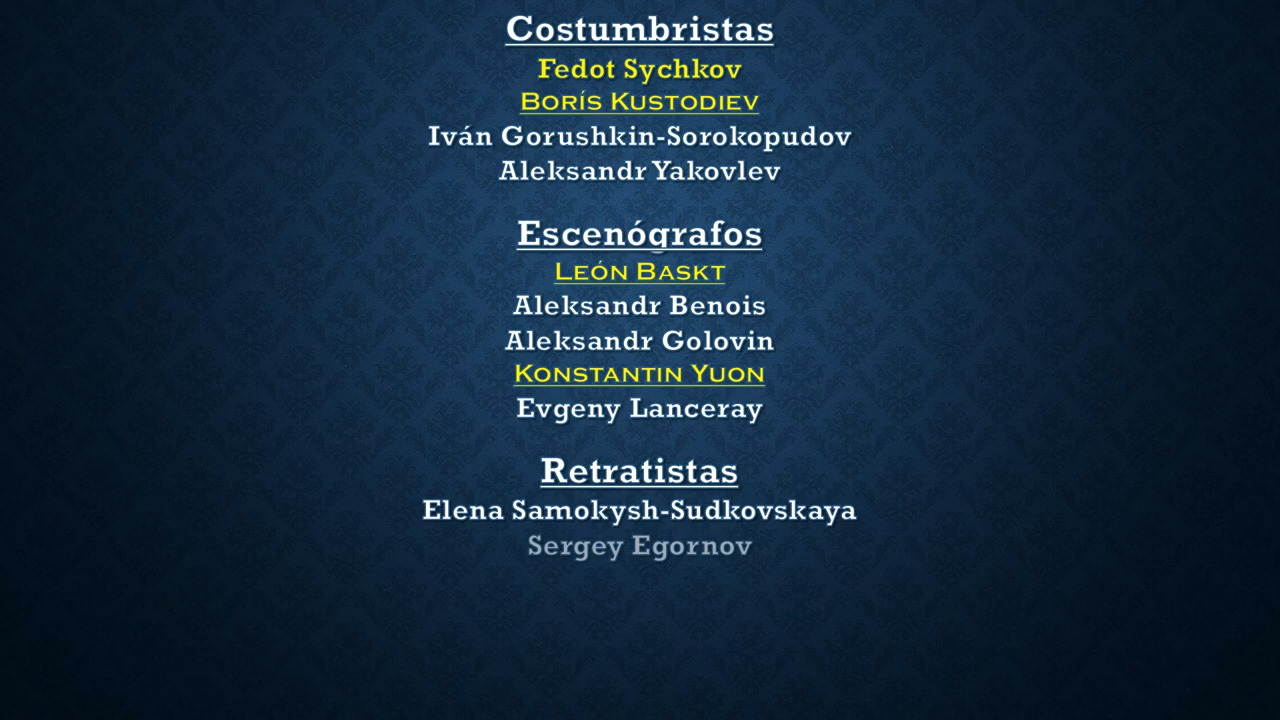 Costumbristas
Fedot Sychkov
Borís Kustodiev
Iván Gorushkin-Sorokopudov
Aleksandr Yakovlev
Escenógrafos
León Baskt
Aleksandr Benois
Aleksandr Golovin
Konstantin Yuon
Evgeny Lanceray
Retratistas
Elena Samokysh-Sudkovskaya
Sergey Egornov